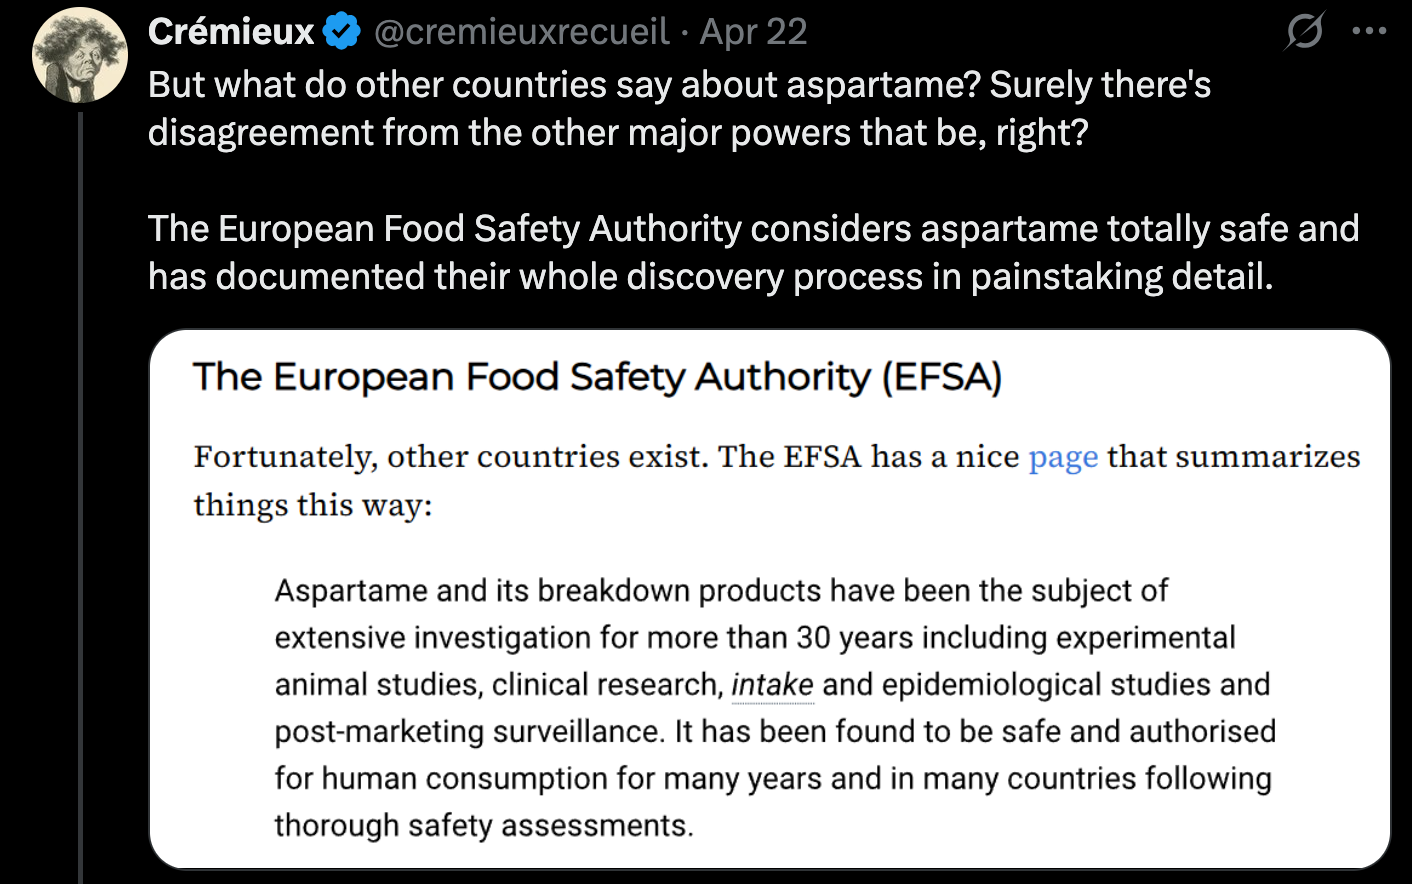 Crémieux @cremieuxrecueil · Apr 22
But what do other countries say about aspartame? Surely there's
disagreement from the other major powers that be, right?
The European Food Safety Authority considers aspartame totally safe and
has documented their whole discovery process in painstaking detail.
The European Food Safety Authority (EFSA)
Fortunately, other countries exist. The EFSA has a nice page that summarizes
things this way:
Aspartame and its breakdown products have been the subject of
extensive investigation for more than 30 years including experimental
animal studies, clinical research, intake and epidemiological studies and
post-marketing surveillance. It has been found to be safe and authorised
for human consumption for many years and in many countries following
thorough safety assessments.